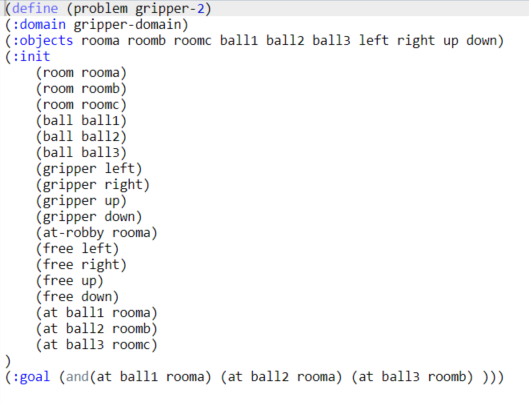 (define (problem gripper-2)
(:domain gripper-domain)
(:objects rooma roomb roomc ball1 ball2 ball3 left right up down)
(:init
    (room rooma)
    (room roomb)
    (room roomc)
    (ball ball1)
    (ball ball2)
    (ball ball3)
    (gripper left)
    (gripper right)
    (gripper up)
    (gripper down)
    (at-robby rooma)
    (free left)
    (free right)
    (free up)
    (free down)
    (at ball1 rooma)
    (at ball2 roomb)
    (at ball3 roomc)
)
(:goal (and(at ball1 rooma) (at ball2 rooma) (at ball3 roomb) )))